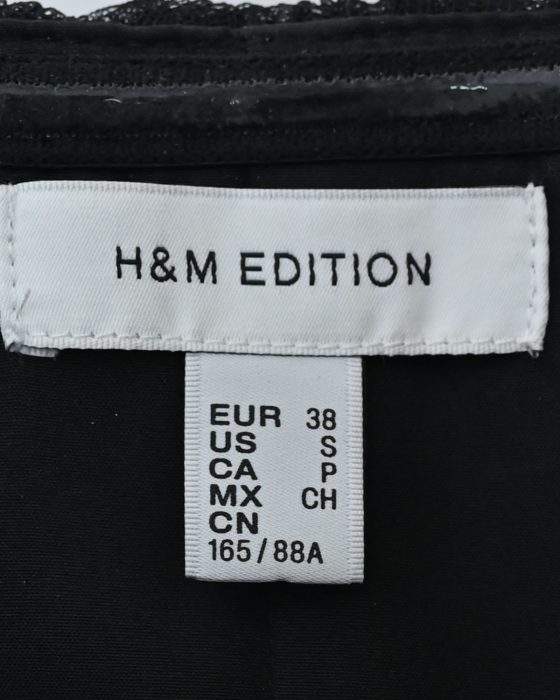 H&M EDITION
EUR 38
US S
CA P
MX CH
CN
165/88A